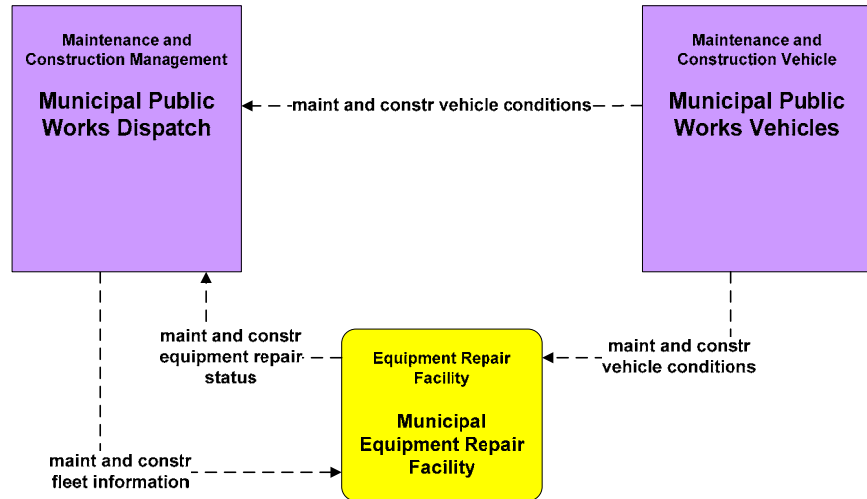 Maintenance and
Construction Management
Municipal Public
Works Dispatch
maint and constr vehicle conditions
Maintenance and
Construction Vehicle
Municipal Public
Works Vehicles
maint and constr
equipment repair
status
Equipment Repair
Facility
Municipal
Equipment Repair
Facility
maint and constr
vehicle conditions
maint and constr
fleet information